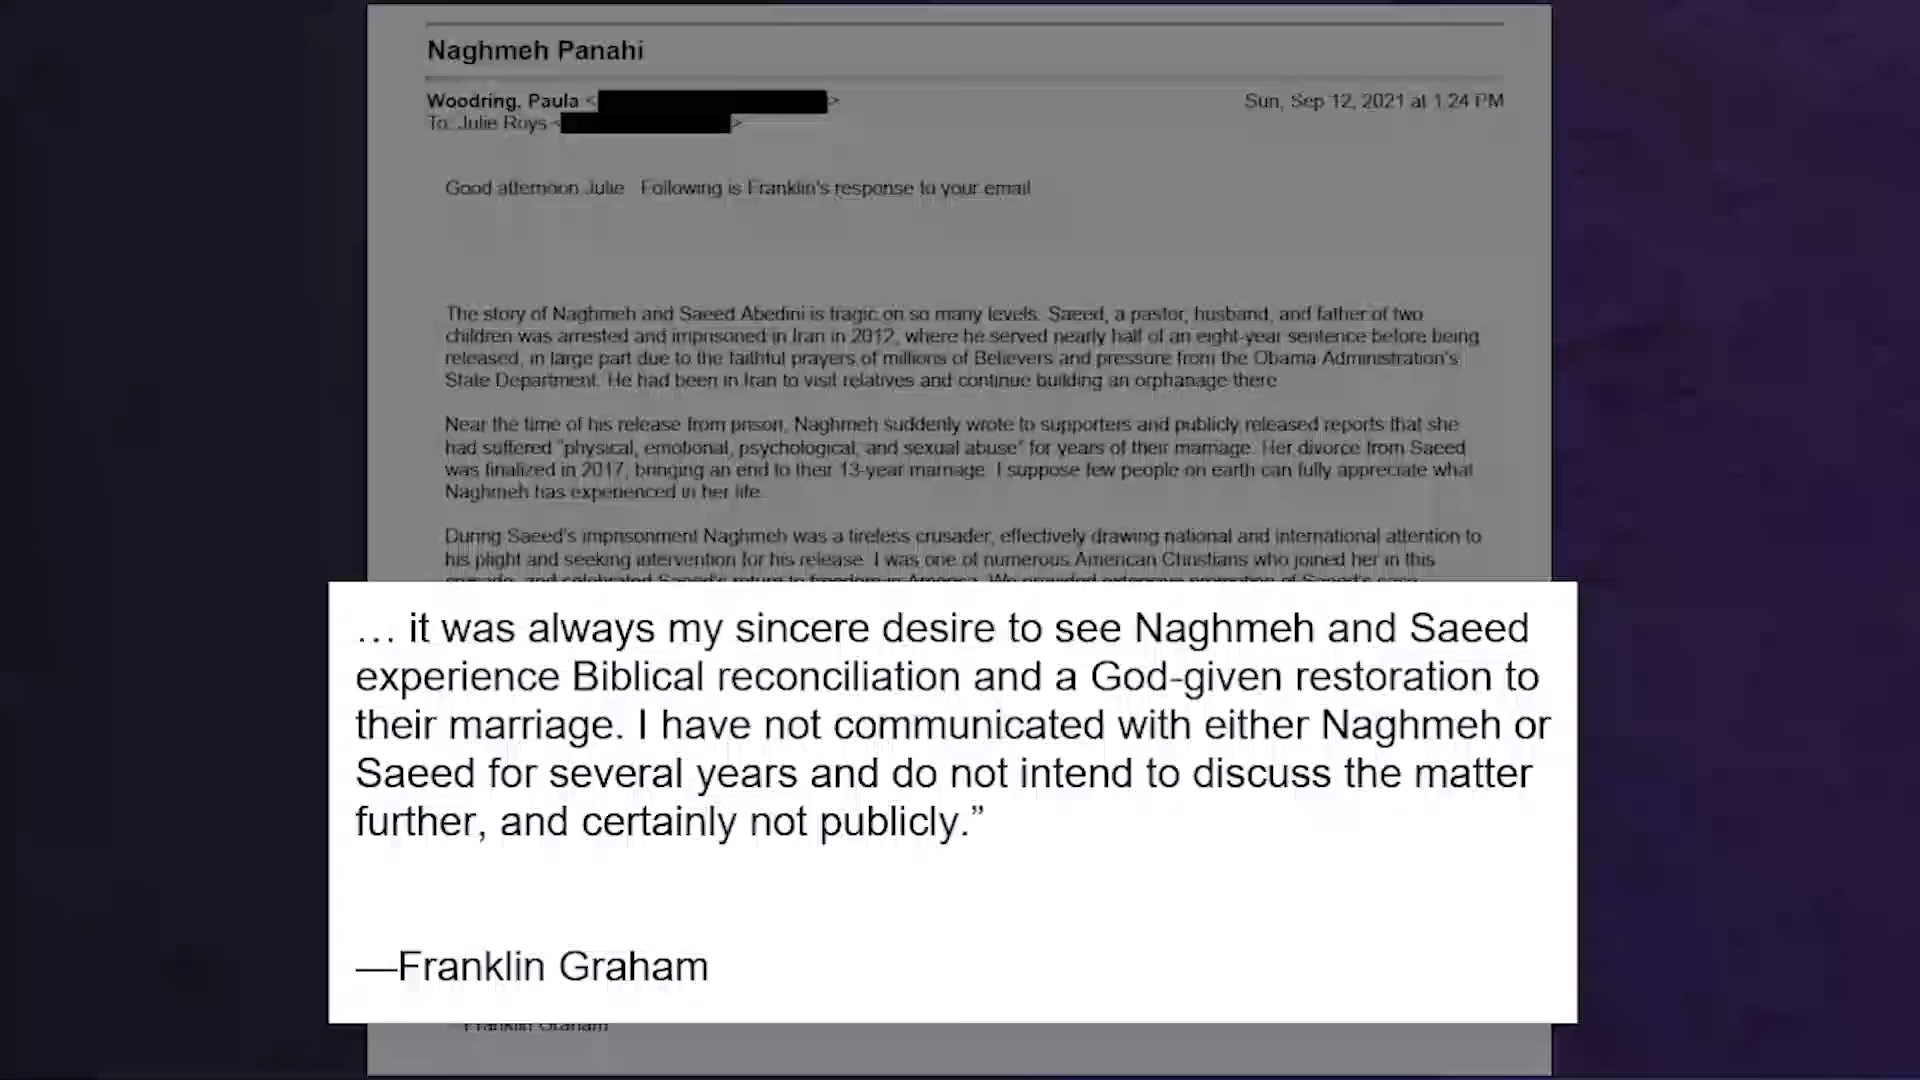 Naghmeh Panahi
Woodring, Paula < >
Sun, Sep 12, 2021 at 1:24 PM
To: Julie Roys < >
Good afternoon Julie Following is Franklin's response to your email
The story of Naghmeh and Saeed Abedini is tragic on so many levels. Saeed, a pastor, husband, and father of two
children was arrested and imprisoned in Iran in 2012, where he served nearly half of an eight-year sentence before being
released, in large part due to the faithful prayers of millions of Believers and pressure from the Obama Administration's
State Department. He had been in Iran to visit relatives and continue building an orphanage there
Near the time of his release from prison, Naghmeh suddenly wrote to supporters and publicly released reports that she
had suffered "physical, emotional, psychological, and sexual abuse" for years of their marriage. Her divorce from Saeed
was finalized in 2017, bringing an end to their 13-year marriage. I suppose few people on earth can fully appreciate what
Naghmeh has experienced in her life.
During Saeed's imprisonment Naghmeh was a tireless crusader, effectively drawing national and international attention to
his plight and seeking intervention for his release. I was one of numerous American Christians who joined her in this
… it was always my sincere desire to see Naghmeh and Saeed
experience Biblical reconciliation and a God-given restoration to
their marriage. I have not communicated with either Naghmeh or
Saeed for several years and do not intend to discuss the matter
further, and certainly not publicly.”
—Franklin Graham
Franklin Graham